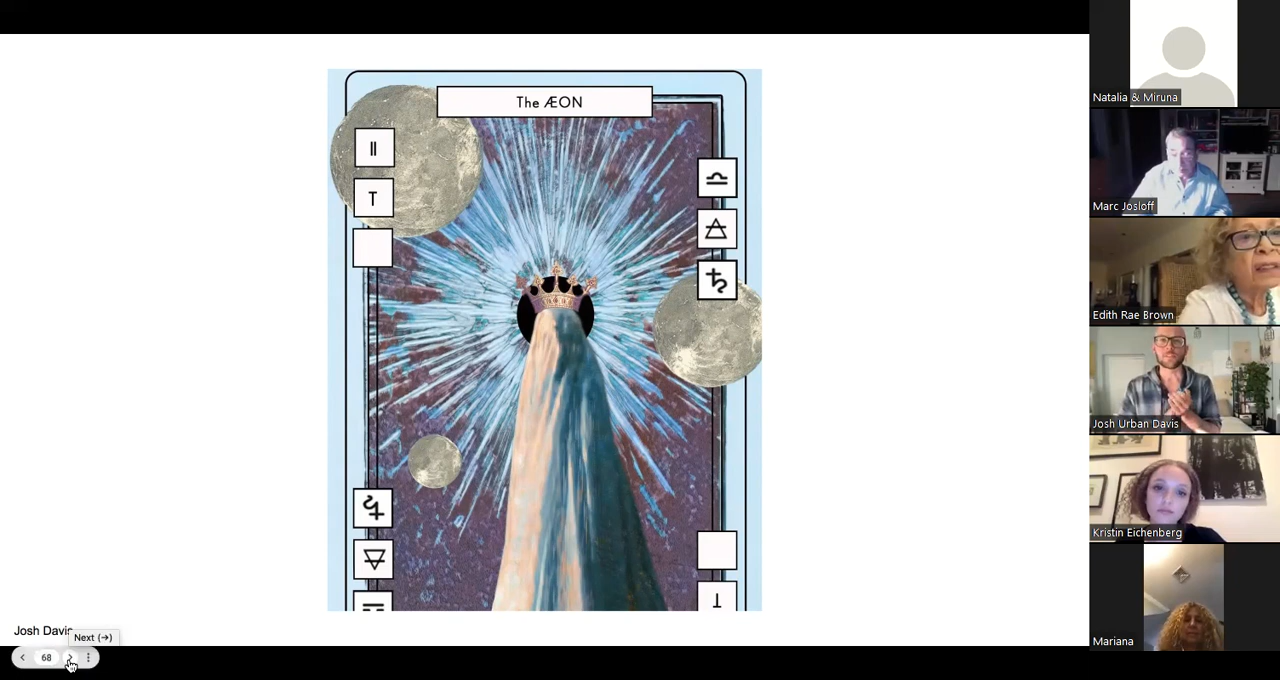 The ÆON
II
T
♎
🜁
♄
Josh Davis
Next (→)
68
Natalia & Miruna
Marc Josloff
Edith Rae Brown
Josh Urban Davis
Kristin Eichenberg
Mariana